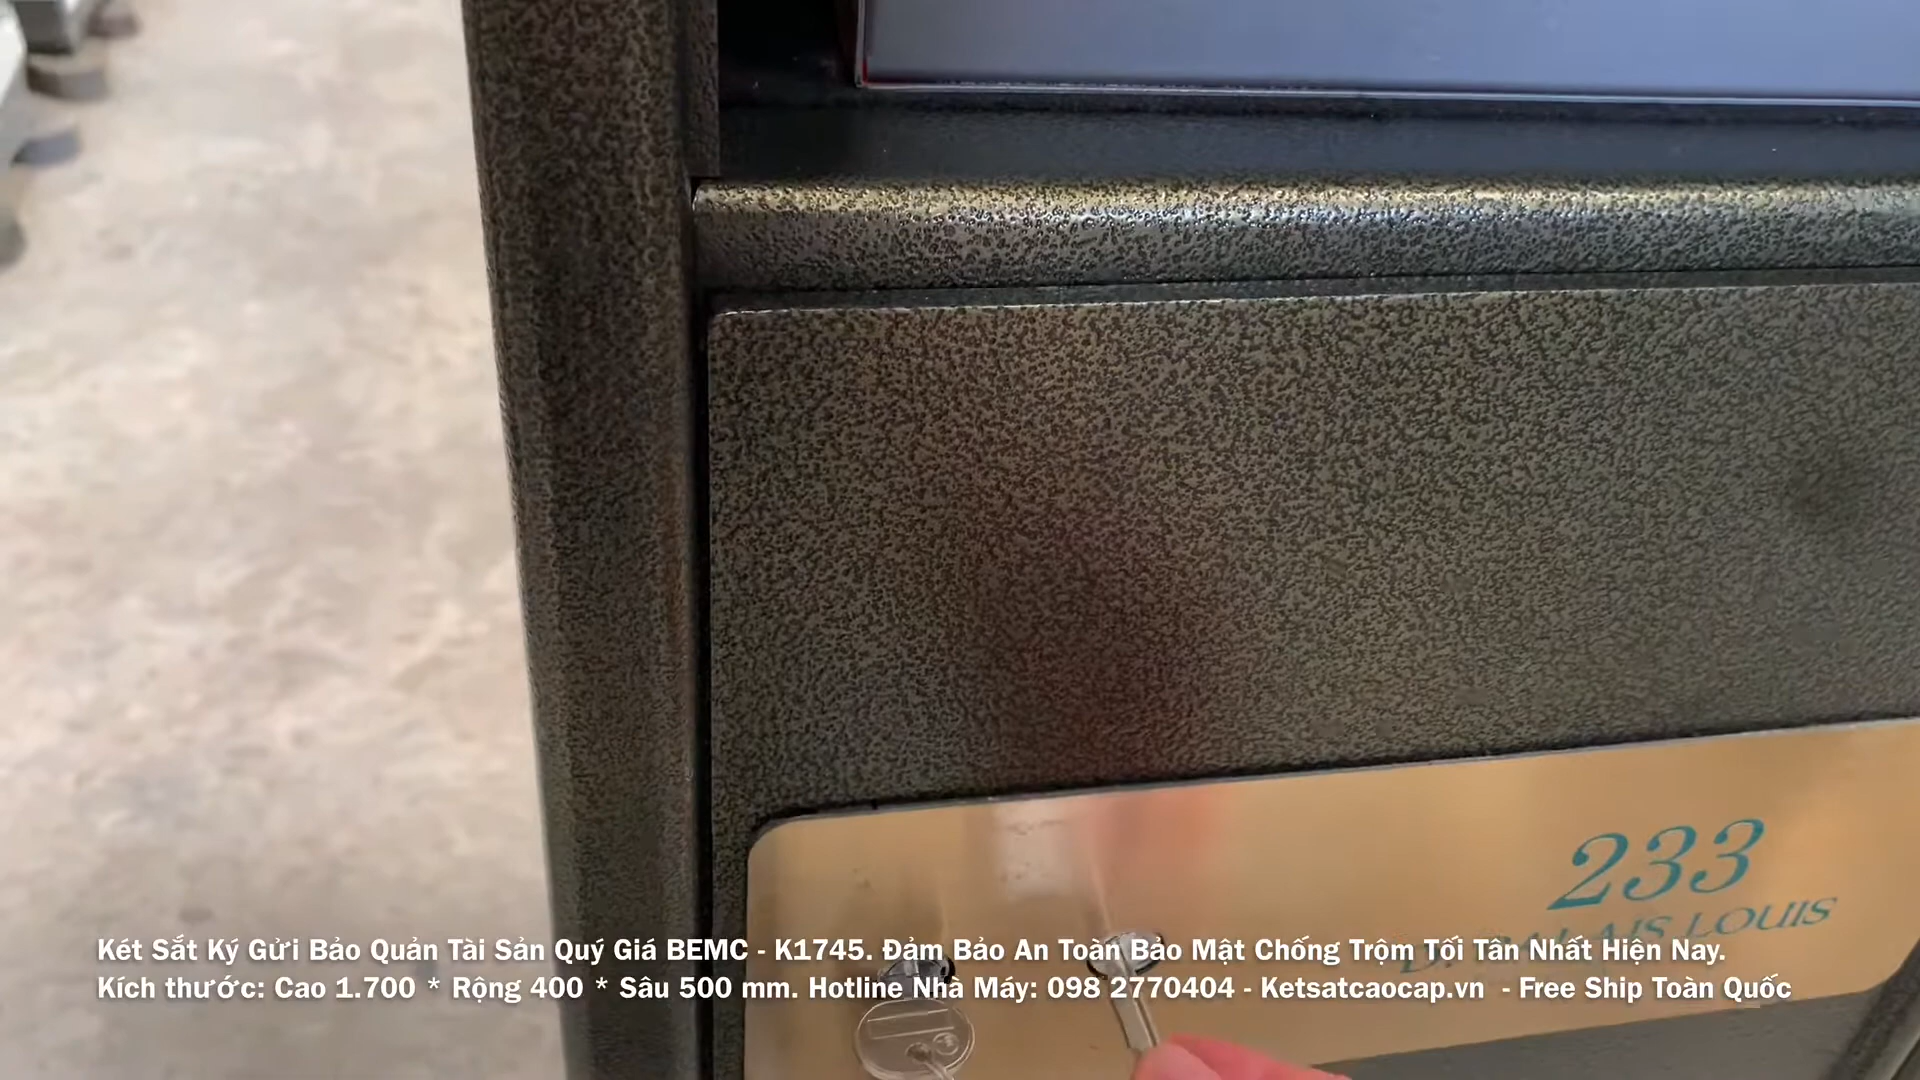 233
PALAIS LOUIS
Két Sắt Ký Gửi Bảo Quản Tài Sản Quý Giá BEMC - K1745. Đảm Bảo An Toàn Bảo Mật Chống Trộm Tối Tân Nhất Hiện Nay.
Kích thước: Cao 1.700 * Rộng 400 * Sâu 500 mm. Hotline Nhà Máy: 098 2770404 - Ketsatcaocap.vn - Free Ship Toàn Quốc